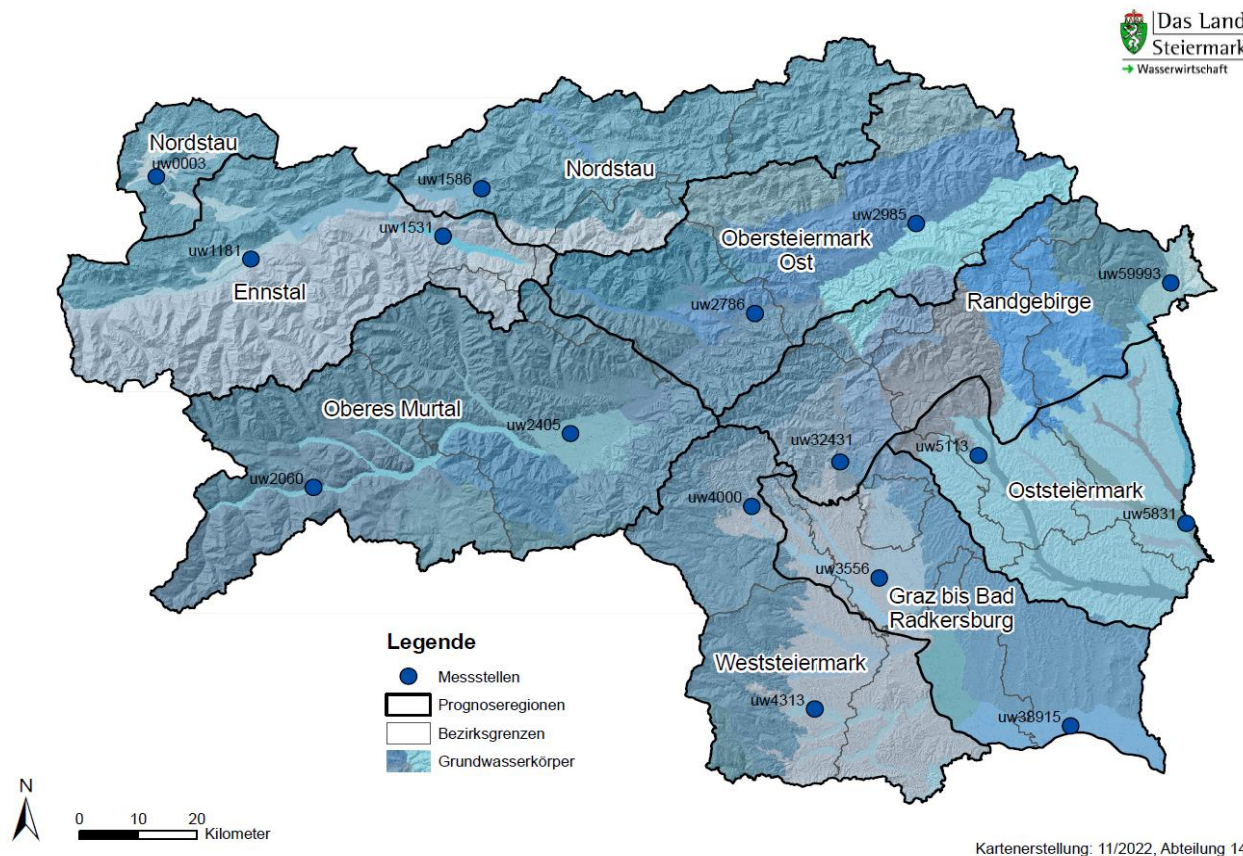 Das Land
Steiermark
→ Wasserwirtschaft
Nordstau
uw0003
Nordstau
uw1586
uw2985
uw1531
Obersteiermark
Ost
uw1181
uw59993
Ennstal
Randgebirge
uw2786
Oberes Murtal
uw2405
uw32431
uw5113
uw2060
Oststeiermark
uw4000
uw5831
uw3556
Graz bis Bad
Radkersburg
Legende
Messstellen
Weststeiermark
Prognoseregionen
uw4313
uw38915
Bezirksgrenzen
Grundwasserkörper
N
0 10 20
Kilometer
Kartenerstellung: 11/2022, Abteilung 14